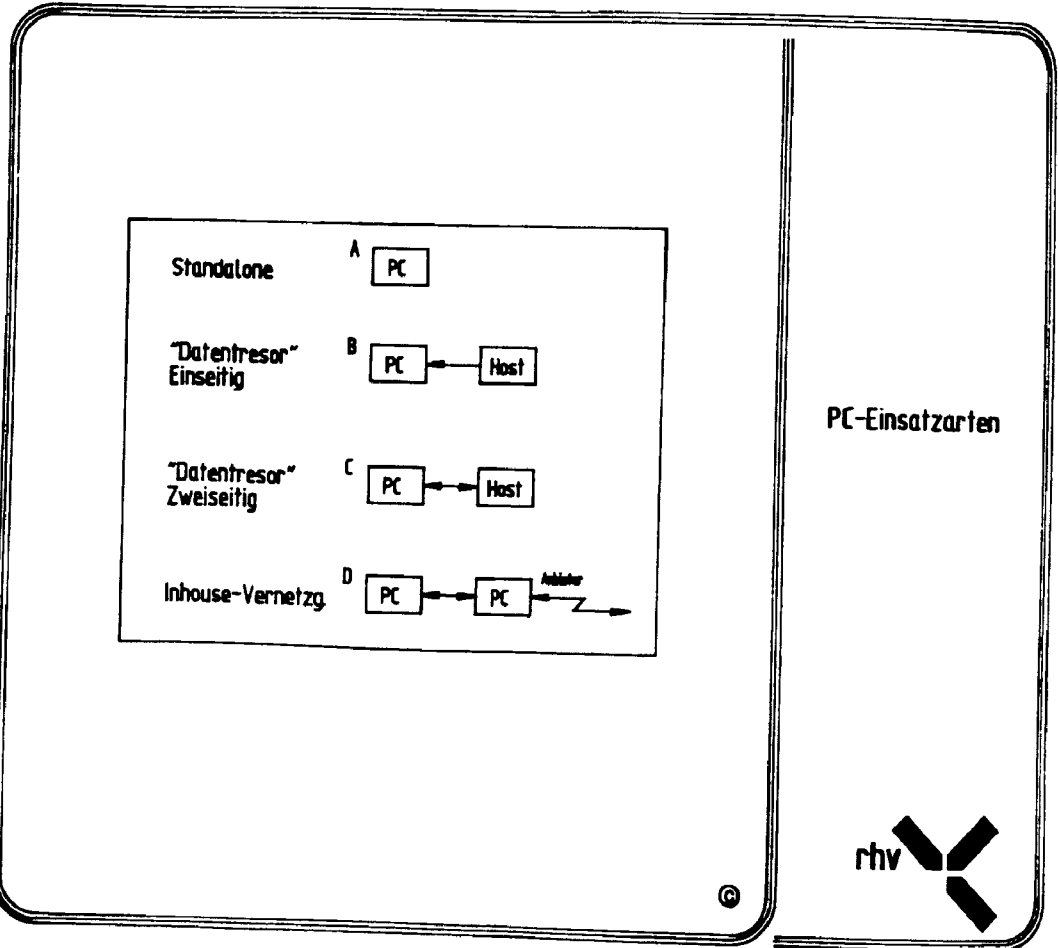 Standalone A PC
"Datentresor" B PC Host
Einseitig
"Datentresor" C PC Host
Zweiseitig
Inhouse-Vernetzg. D PC PC
PC-Einsatzarten
rhv
©